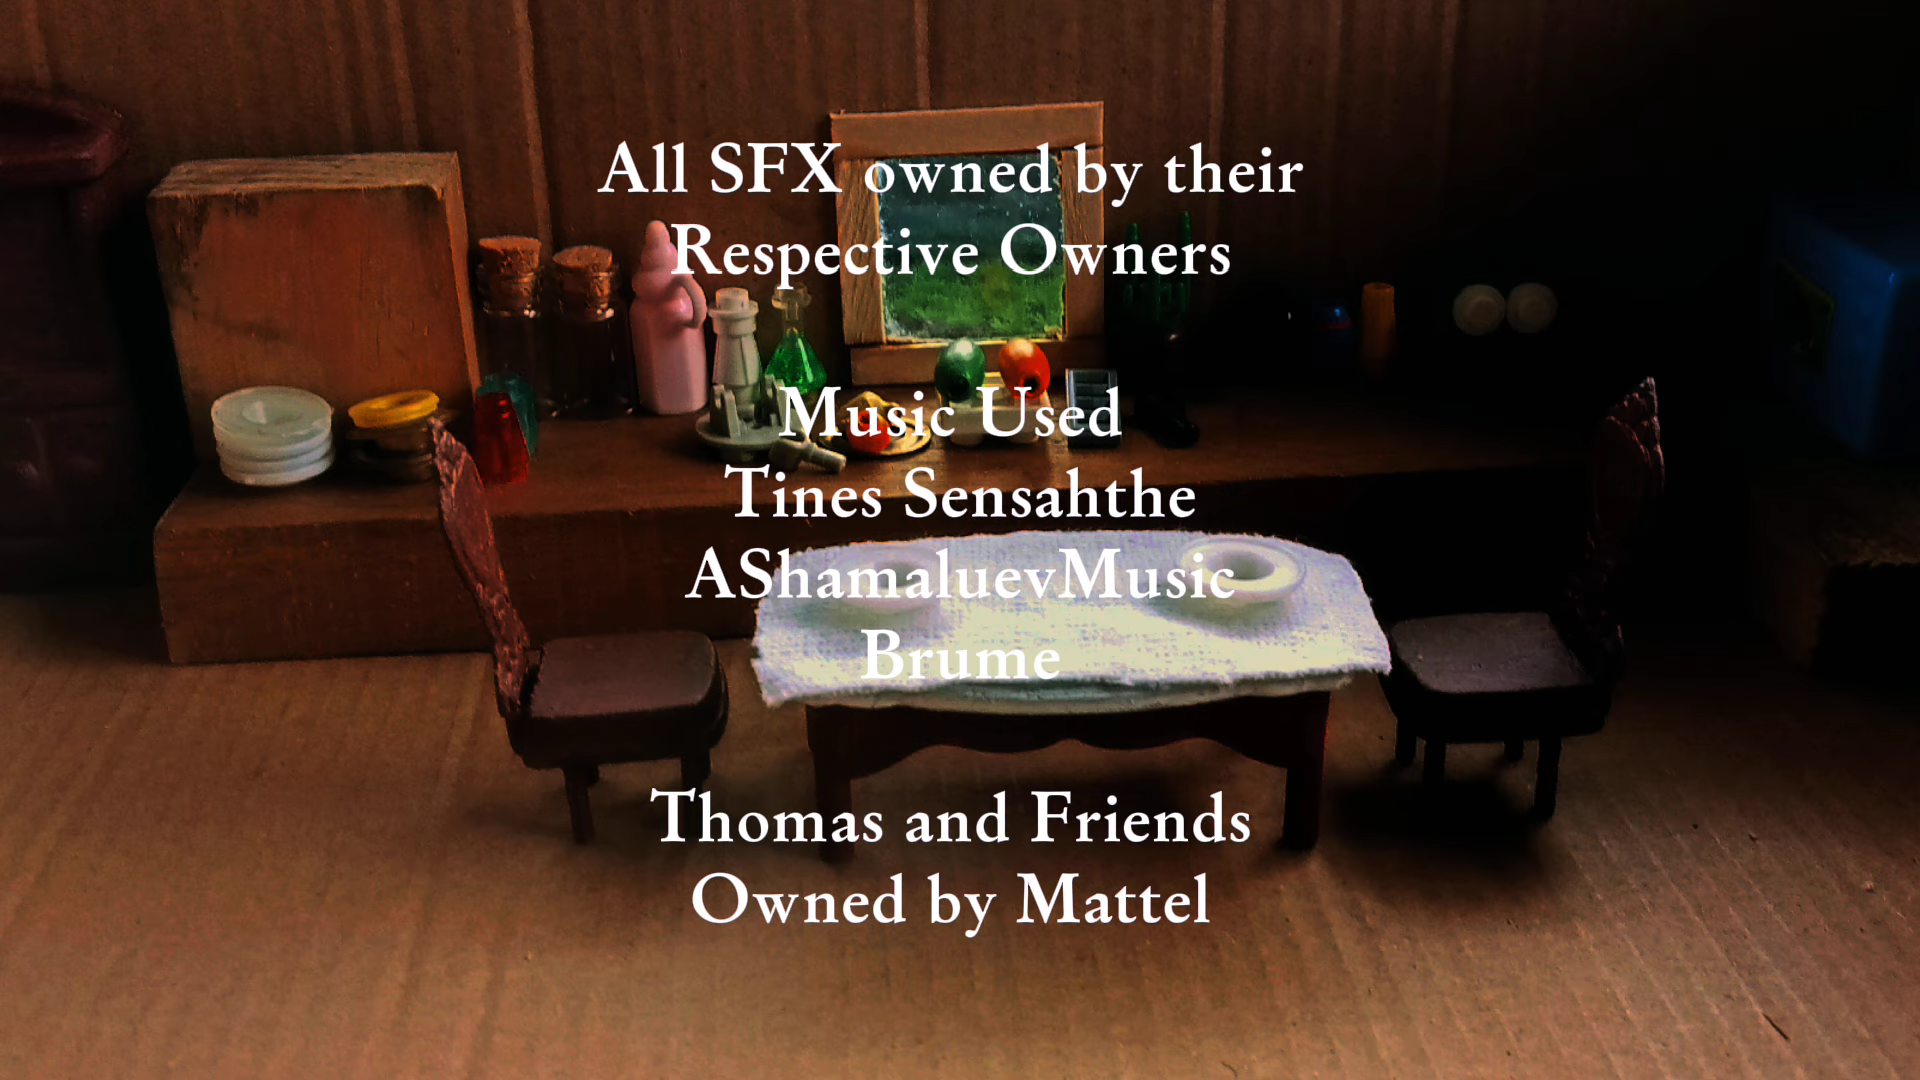 All SFX owned by their
Respective Owners
Music Used
Tines Sensahthe
AShamaluevMusic
Brume
Thomas and Friends
Owned by Mattel